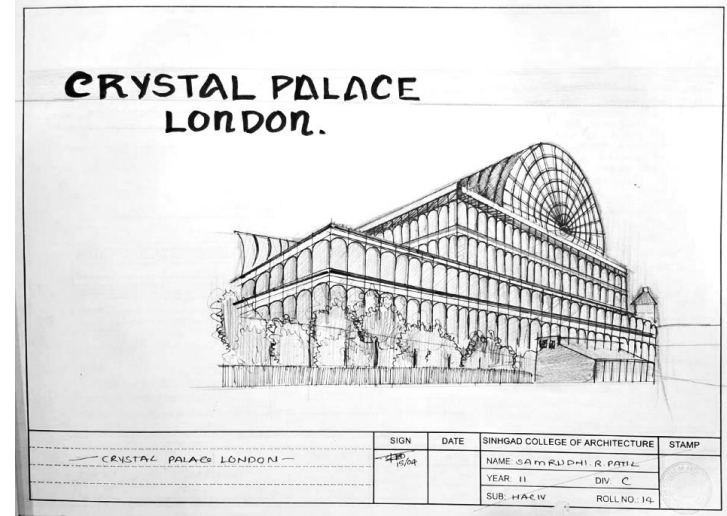 CRYSTAL PALACE
LONDON.
CRYSTAL PALACE LONDON
SIGN
15/04
DATE
SINHGAD COLLEGE OF ARCHITECTURE
STAMP
NAME: SAMRUDHI. R. PATIL
YEAR: II DIV: C
SUB: HAC IV ROLL NO.: 14